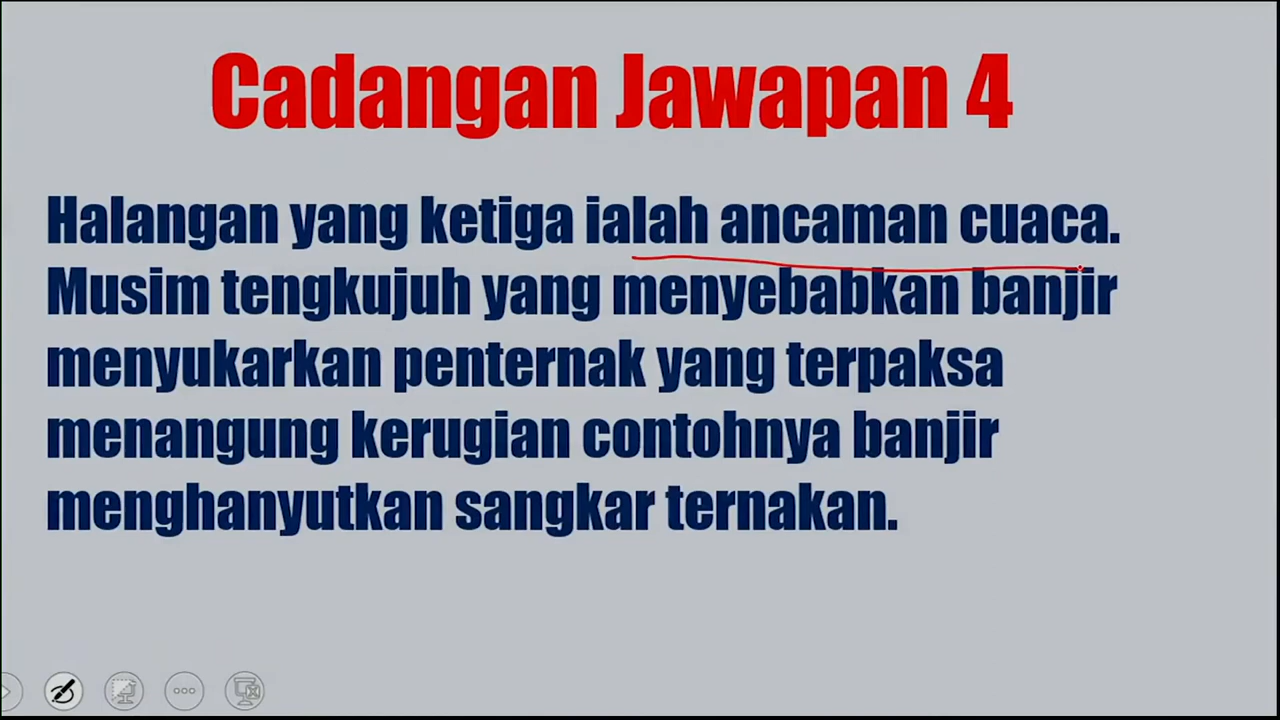 Cadangan Jawapan 4
Halangan yang ketiga ialah ancaman cuaca.
Musim tengkujuh yang menyebabkan banjir
menyukarkan penternak yang terpaksa
menangung kerugian contohnya banjir
menghanyutkan sangkar ternakan.